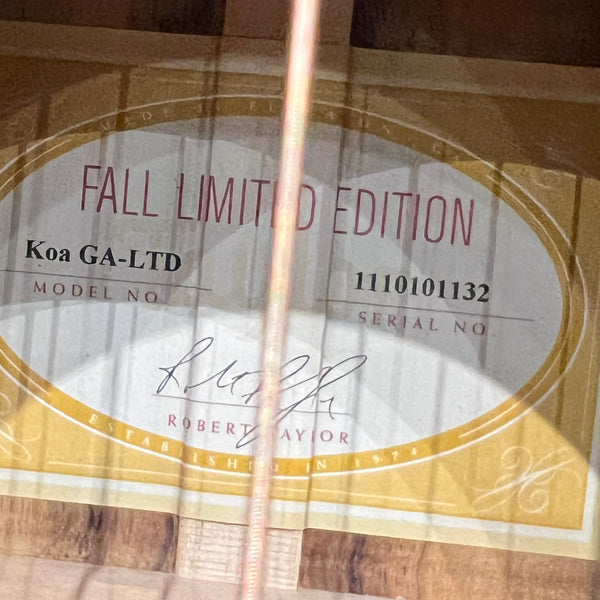 FALL LIMITED EDITION
Koa GA-LTD
MODEL NO
1110101132
SERIAL NO
ROBERT TAYLOR
ESTABLISHED IN 1974